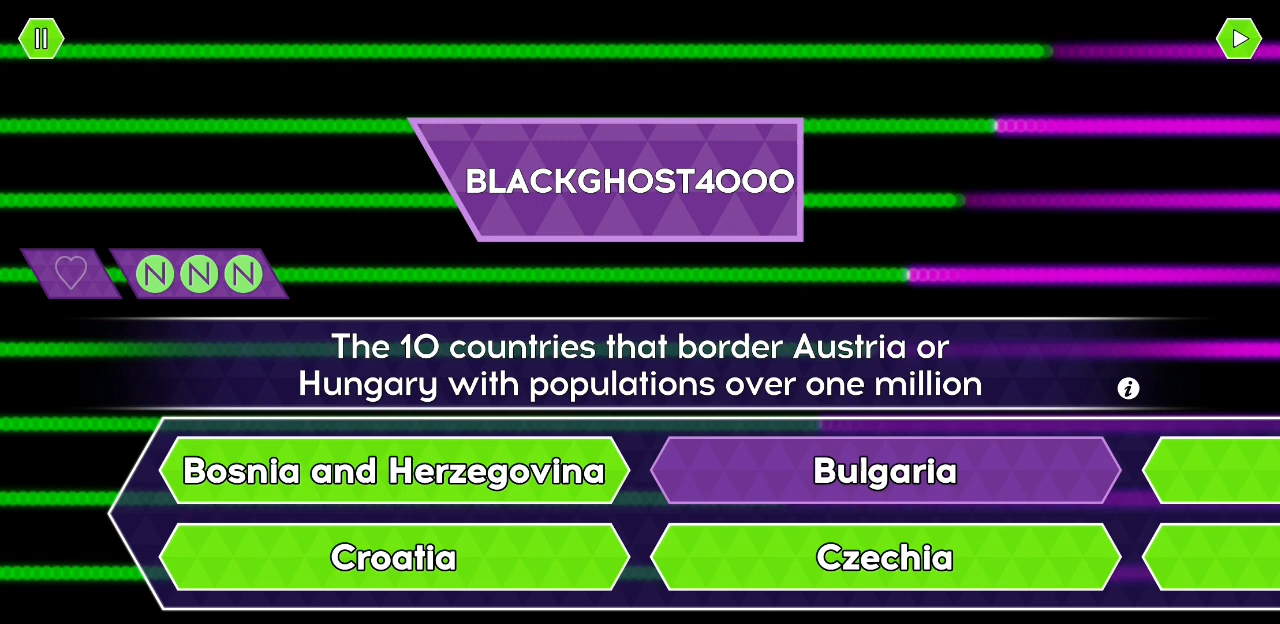 BLACKGHOST4000
N N N
The 10 countries that border Austria or
Hungary with populations over one million
i
Bosnia and Herzegovina
Bulgaria
Croatia
Czechia